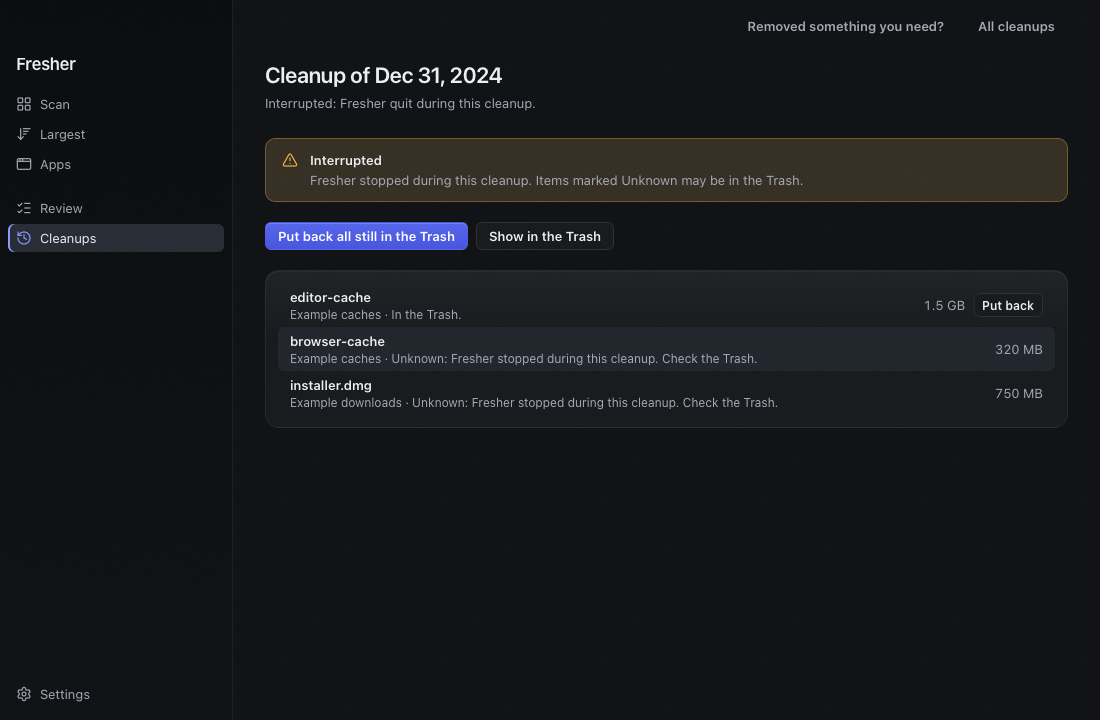 Removed something you need?
All cleanups
Fresher
Scan
Largest
Apps
Review
Cleanups
Settings
Cleanup of Dec 31, 2024
Interrupted: Fresher quit during this cleanup.
Interrupted
Fresher stopped during this cleanup. Items marked Unknown may be in the Trash.
Put back all still in the Trash
Show in the Trash
editor-cache
Example caches · In the Trash.
1.5 GB
Put back
browser-cache
Example caches · Unknown: Fresher stopped during this cleanup. Check the Trash.
320 MB
installer.dmg
Example downloads · Unknown: Fresher stopped during this cleanup. Check the Trash.
750 MB